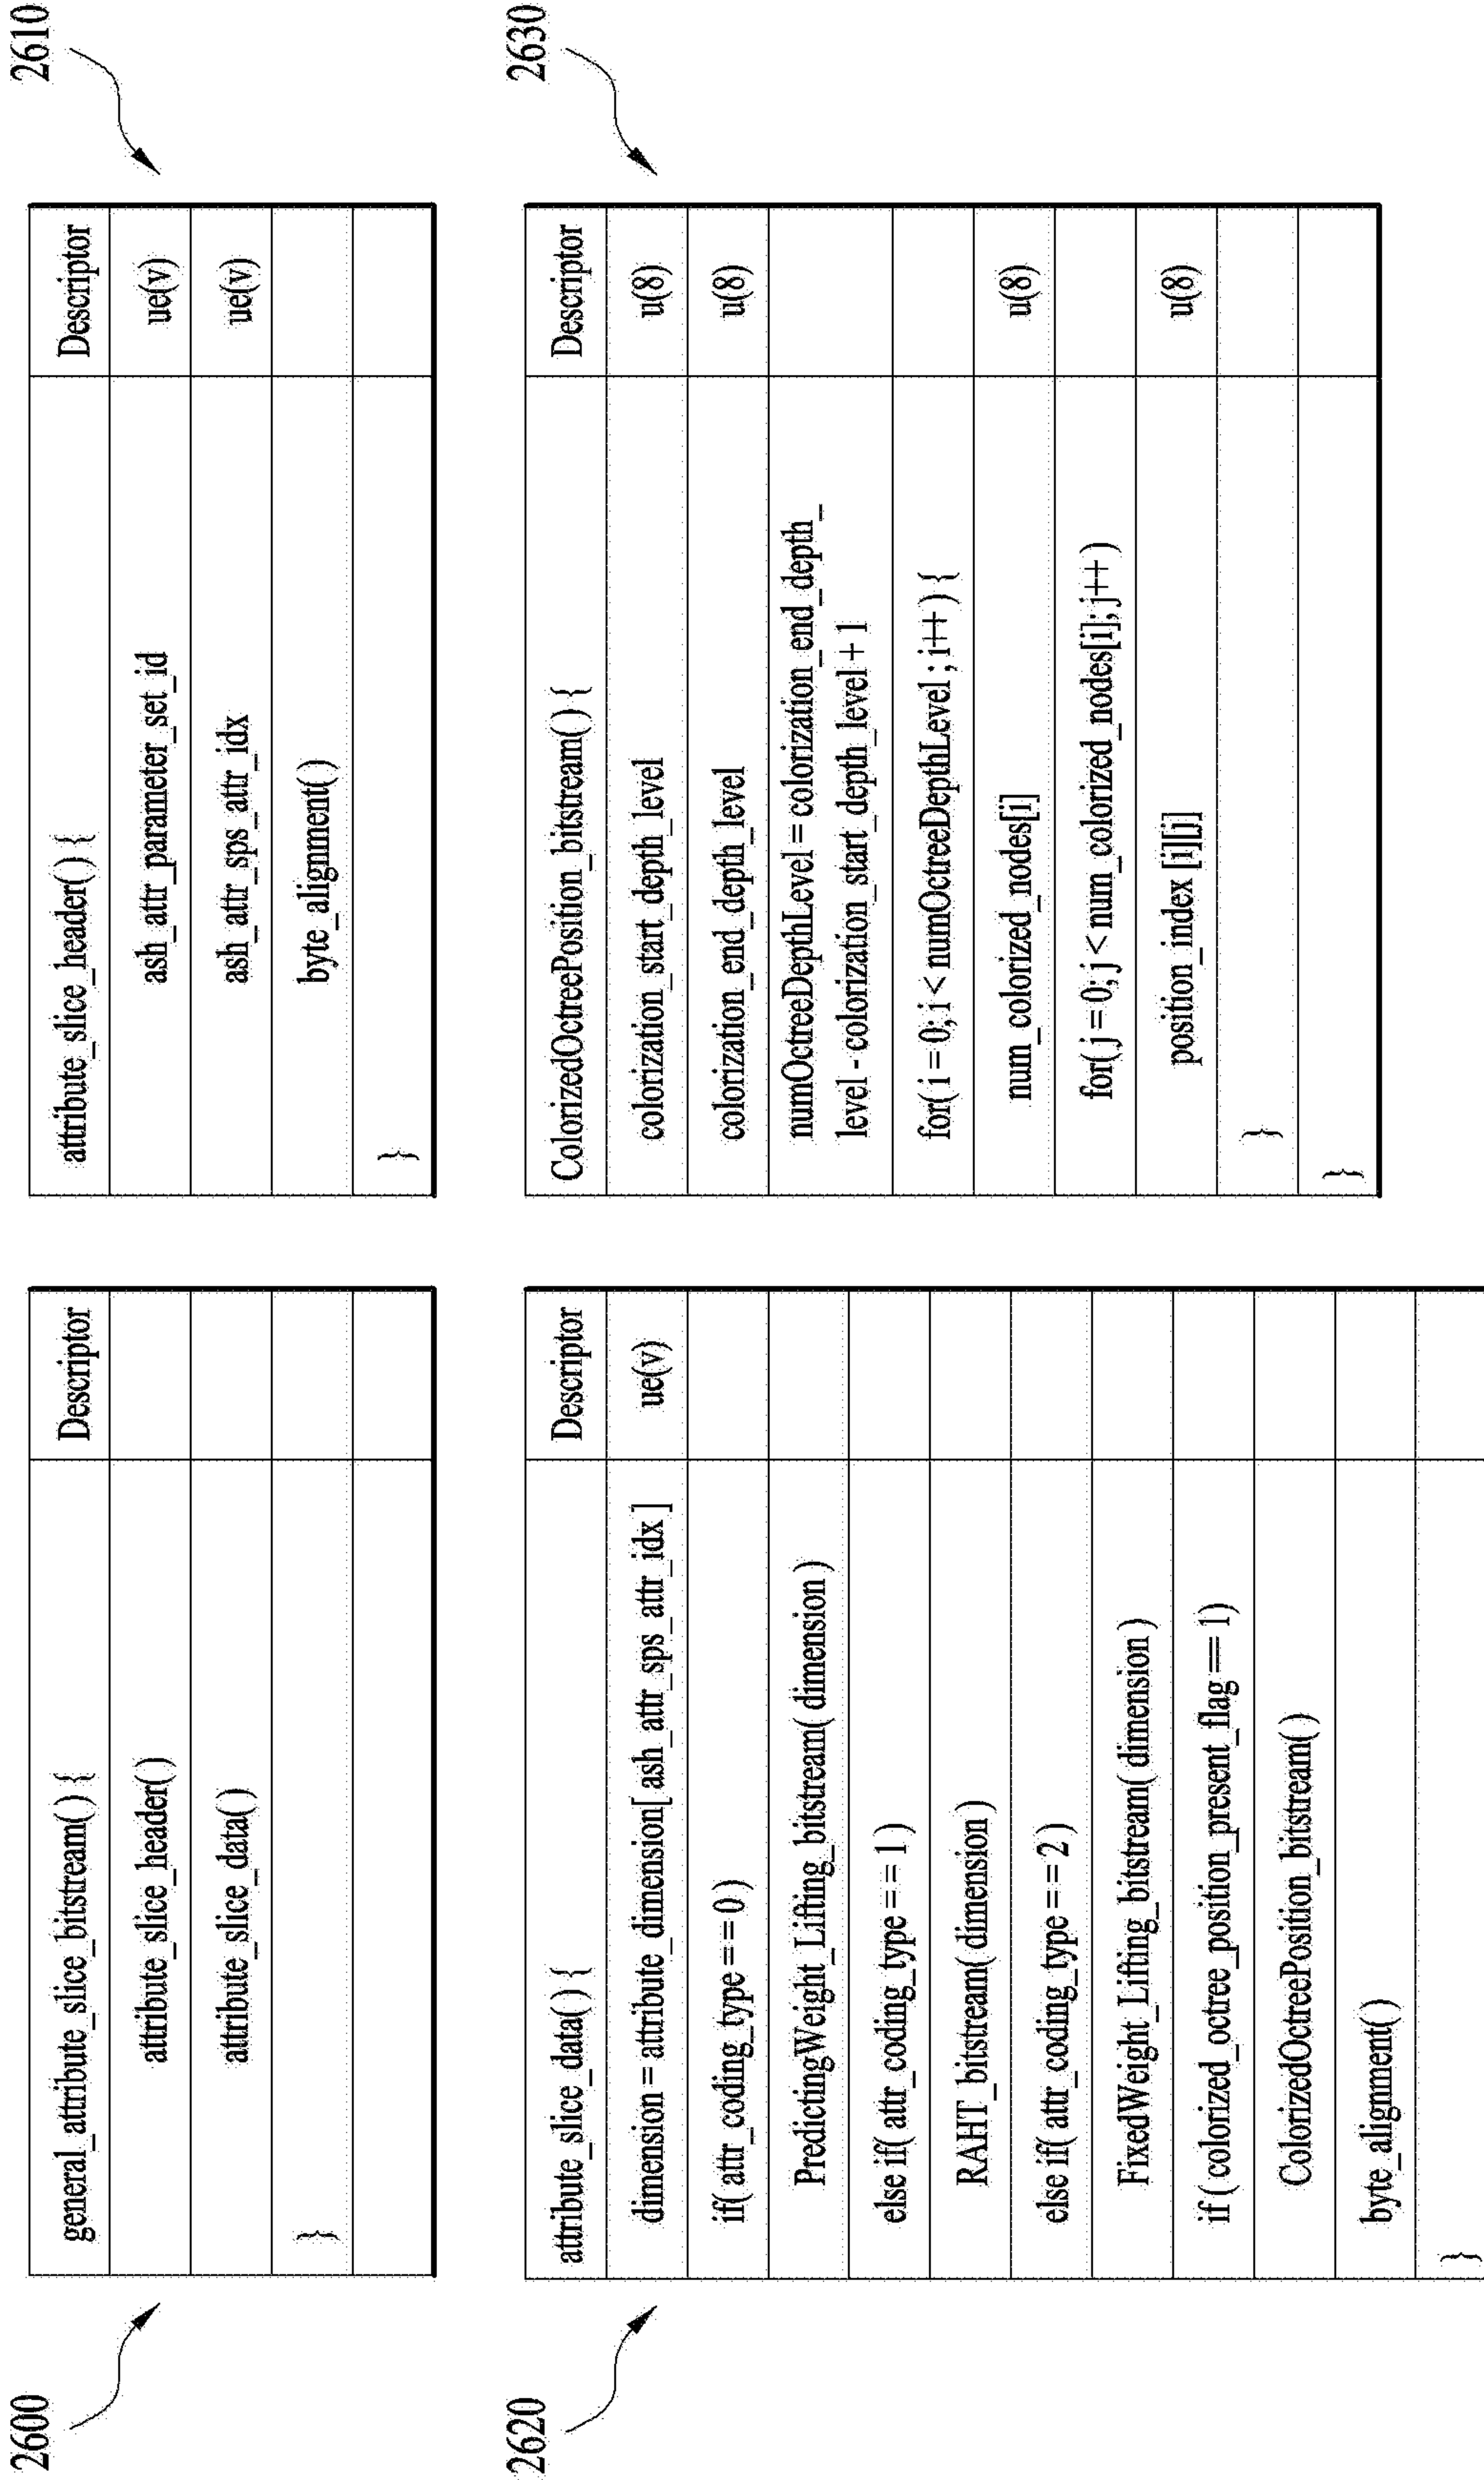 2600
general_attribute_slice_bitstream( ) {
Descriptor
attribute_slice_header( )
attribute_slice_data( )
}
2610
attribute_slice_header( ) {
Descriptor
ash_attr_parameter_set_id
ue(v)
ash_attr_sps_attr_idx
ue(v)
byte_alignment( )
}
2620
attribute_slice_data( ) {
Descriptor
dimension = attribute_dimension[ ash_attr_sps_attr_idx ]
ue(v)
if( attr_coding_type = = 0 )
PredictingWeight_Lifting_bitstream( dimension )
else if( attr_coding_type = = 1 )
RAHT_bitstream( dimension )
else if( attr_coding_type = = 2 )
FixedWeight_Lifting_bitstream( dimension )
if ( colorized_octree_position_present_flag == 1)
ColorizedOctreePosition_bitstream( )
byte_alignment( )
}
2630
ColorizedOctreePosition_bitstream( ) {
Descriptor
colorization_start_depth_level
u(8)
colorization_end_depth_level
u(8)
numOctreeDepthLevel = colorization_end_depth_
level - colorization_start_depth_level + 1
for( i = 0; i < numOctreeDepthLevel ; i++ ) {
num_colorized_nodes[i]
u(8)
for( j = 0; j < num_colorized_nodes[i]; j++ )
position_index [i][j]
u(8)
}
}